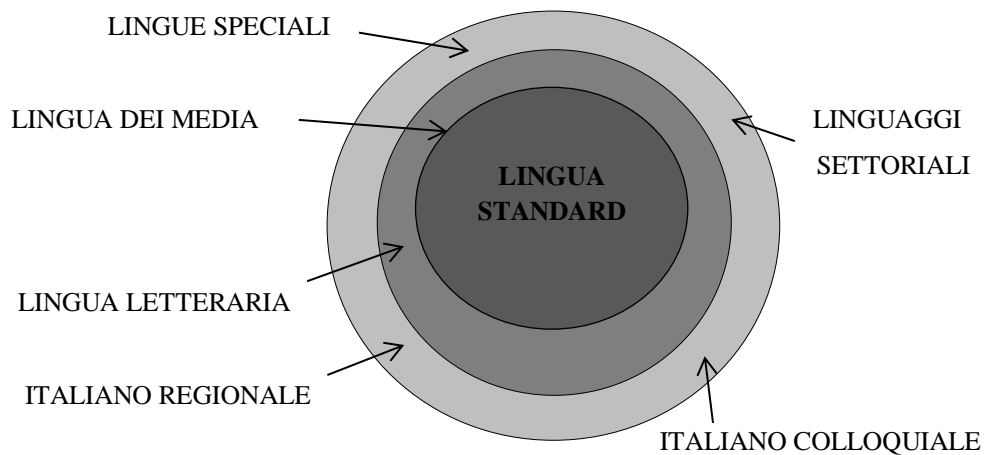 LINGUE SPECIALI
LINGUA DEI MEDIA
LINGUAGGI
SETTORIALI
LINGUA
STANDARD
LINGUA LETTERARIA
ITALIANO REGIONALE
ITALIANO COLLOQUIALE